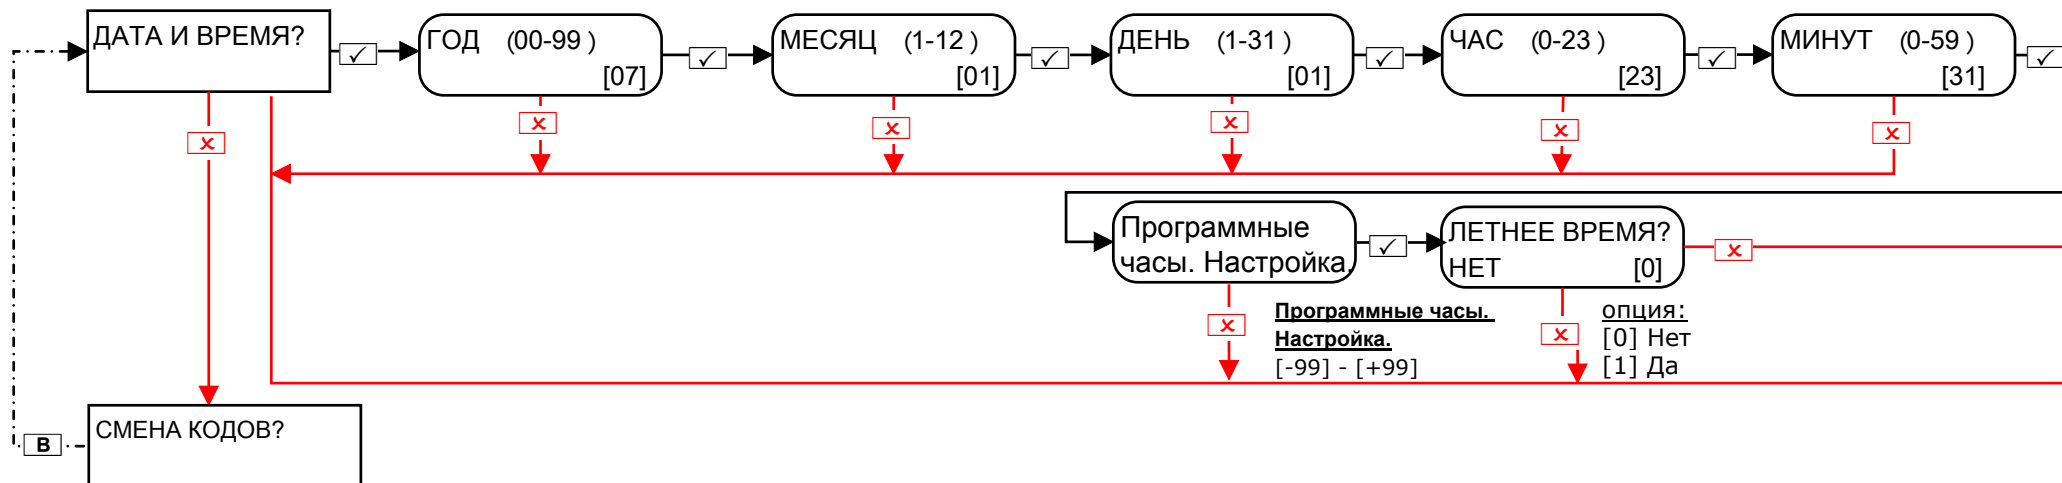 ДАТА И ВРЕМЯ?
ГОД (00-99 )
[07]
МЕСЯЦ (1-12 )
[01]
ДЕНЬ (1-31 )
[01]
ЧАС (0-23 )
[23]
МИНУТ (0-59 )
[31]
Программные
часы. Настройка.
ЛЕТНЕЕ ВРЕМЯ?
НЕТ [0]
Программные часы.
Настройка.
[-99] - [+99]
опция:
[0] Нет
[1] Да
СМЕНА КОДОВ?
B